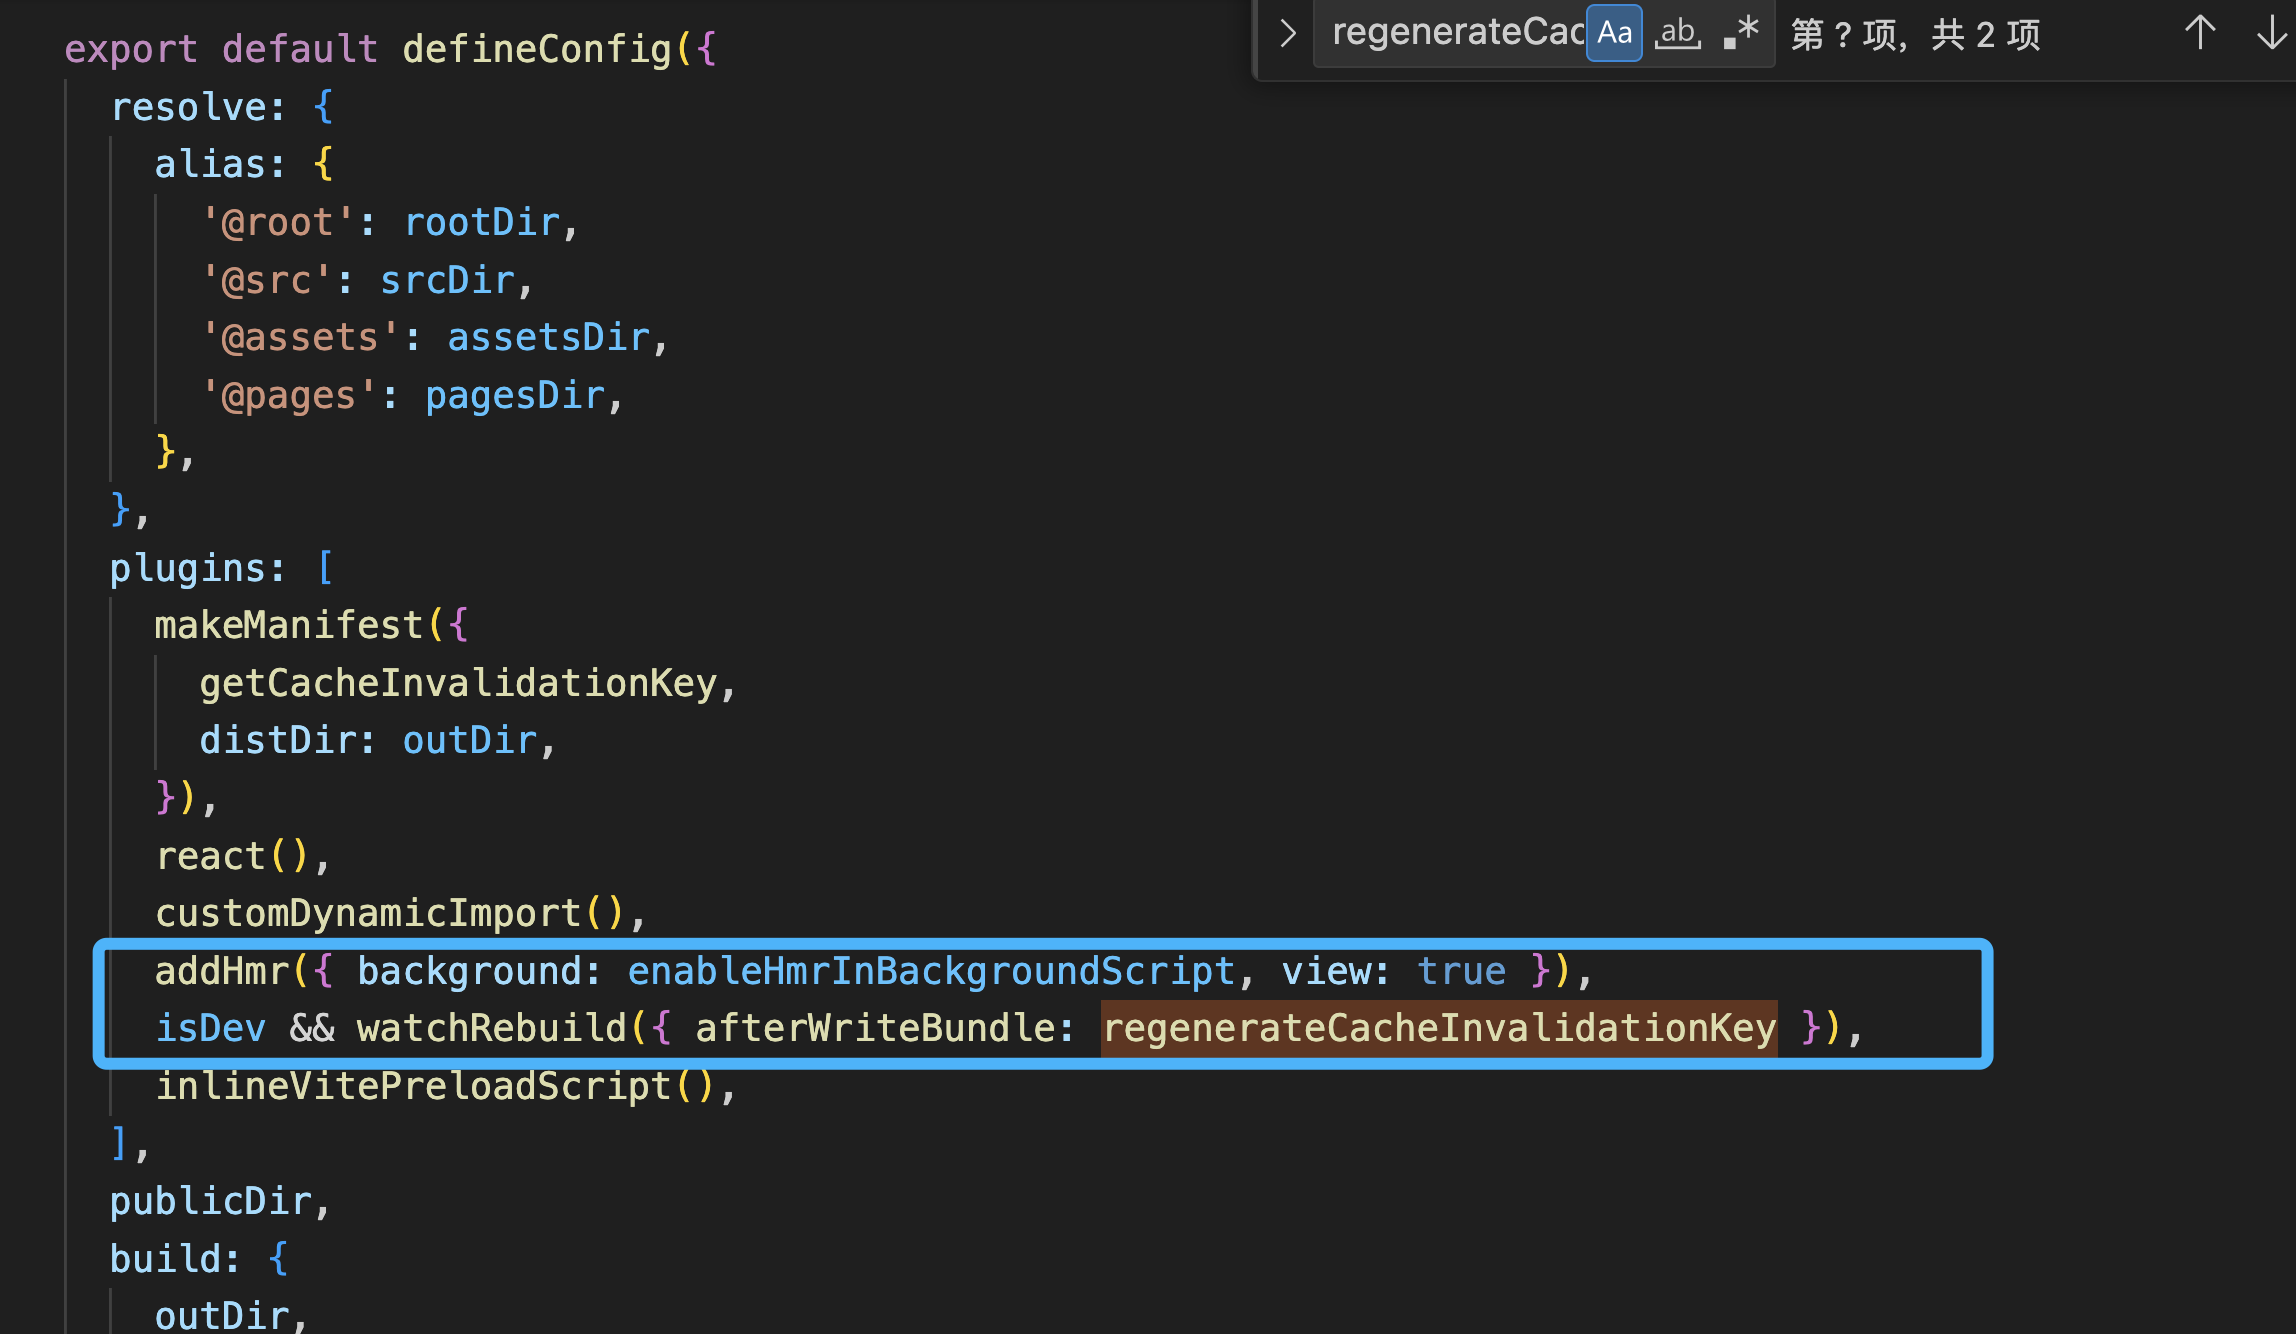 export default defineConfig({
regenerateCac Aa ab .* 第 ? 项, 共 2 项
resolve: {
alias: {
'@root': rootDir,
'@src': srcDir,
'@assets': assetsDir,
'@pages': pagesDir,
},
},
plugins: [
makeManifest({
getCacheInvalidationKey,
distDir: outDir,
}),
react(),
customDynamicImport(),
addHmr({ background: enableHmrInBackgroundScript, view: true }),
isDev && watchRebuild({ afterWriteBundle: regenerateCacheInvalidationKey }),
inlineVitePreloadScript(),
],
publicDir,
build: {
outDir,